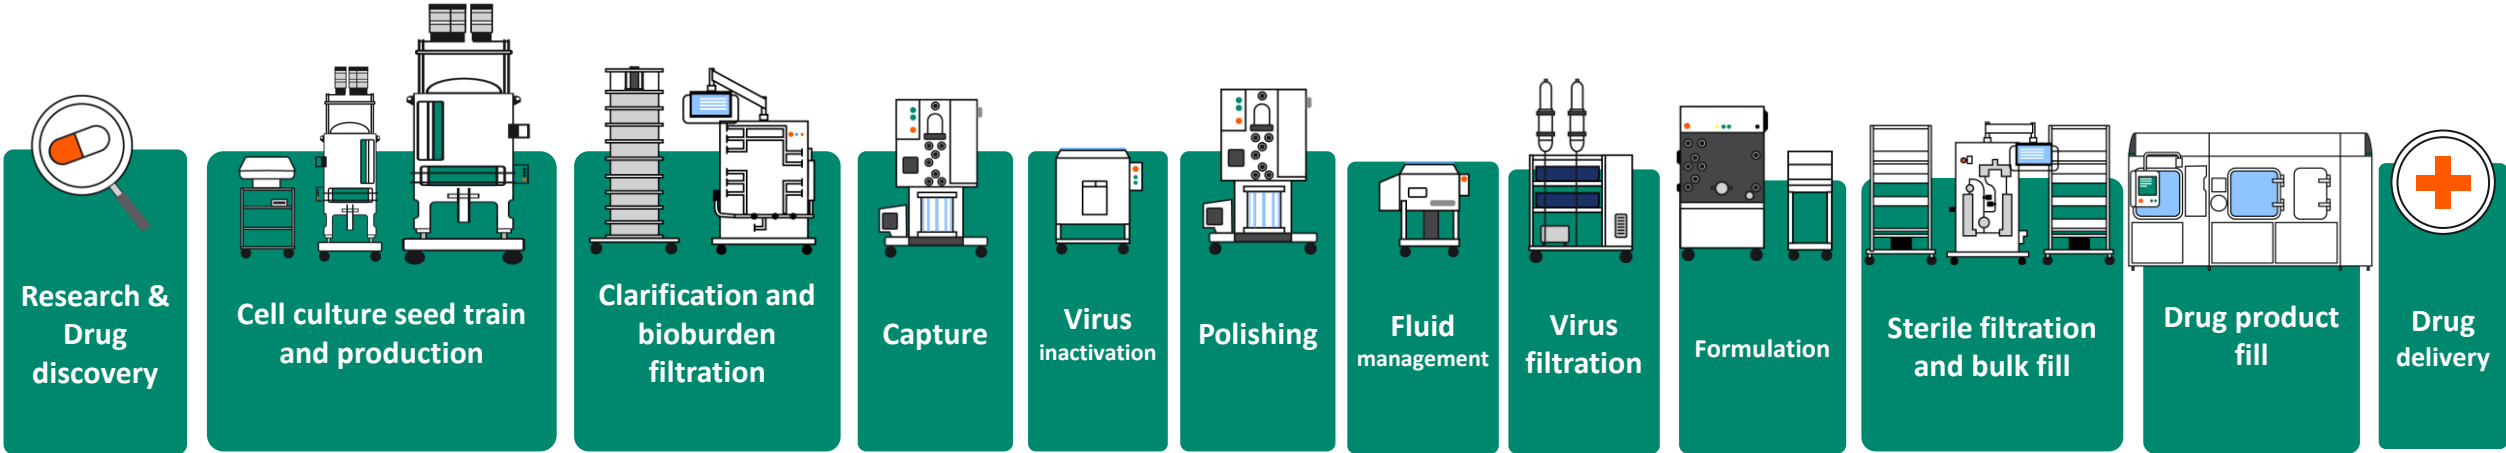 Research &
Drug
discovery
Cell culture seed train
and production
Clarification and
bioburden
filtration
Capture
Virus
inactivation
Polishing
Fluid
management
Virus
filtration
Formulation
Sterile filtration
and bulk fill
Drug product
fill
Drug
delivery